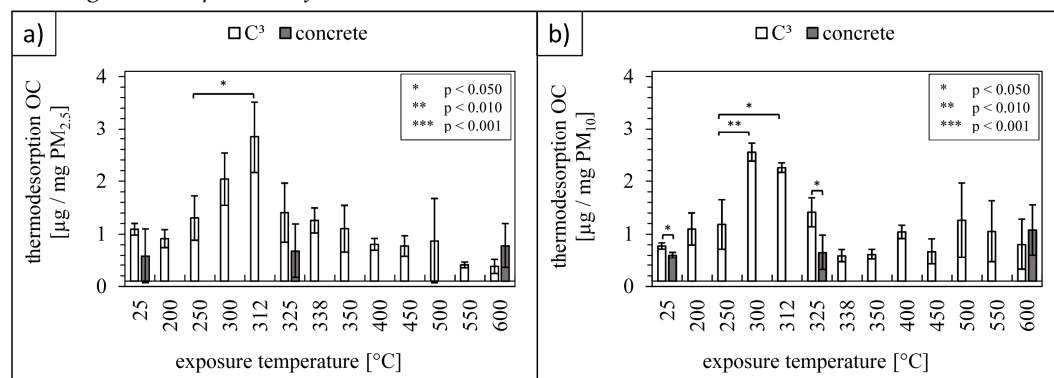 a)
C³ concrete
thermodesorption OC
[µg / mg PM2.5]
4
3
2
1
0
*
* p < 0.050
** p < 0.010
*** p < 0.001
25 200 250 300 312 325 338 350 400 450 500 550 600
exposure temperature [°C]
b)
C³ concrete
thermodesorption OC
[µg / mg PM10]
4
3
2
1
0
*
**
*
*
* p < 0.050
** p < 0.010
*** p < 0.001
25 200 250 300 312 325 338 350 400 450 500 550 600
exposure temperature [°C]